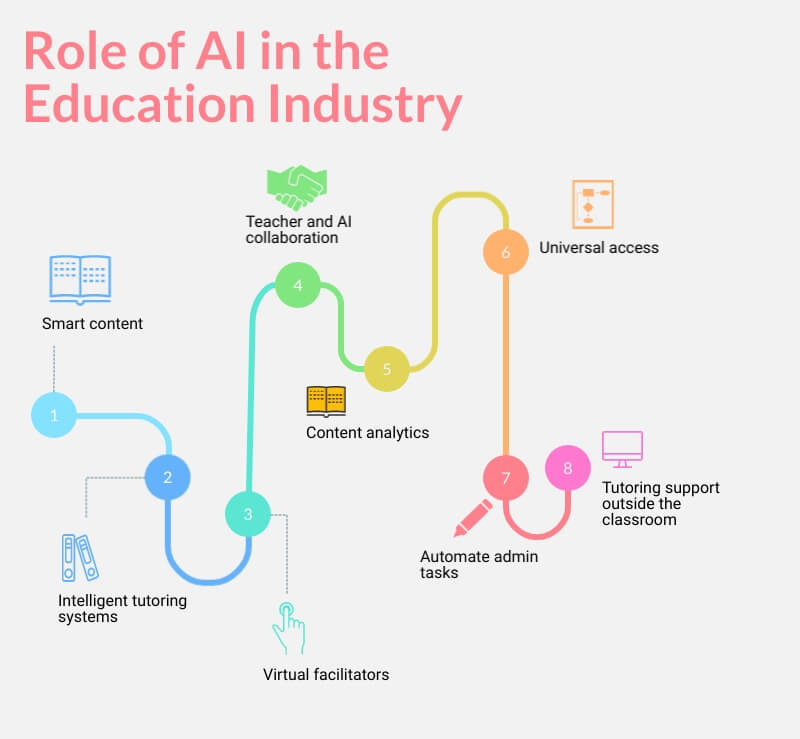 Role of AI in the
Education Industry
1
Smart content
2
Intelligent tutoring
systems
3
Virtual facilitators
4
Teacher and AI
collaboration
5
Content analytics
6
Universal access
7
Automate admin
tasks
8
Tutoring support
outside the
classroom